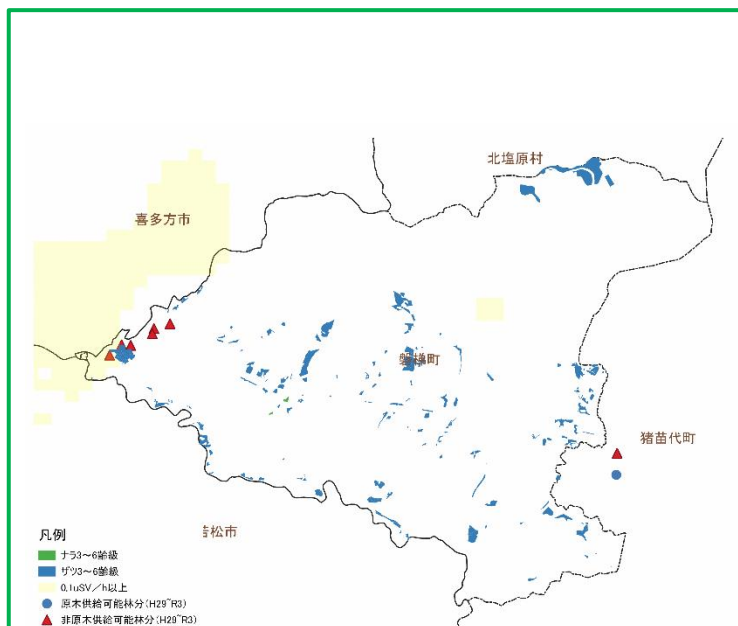 北塩原村
喜多方市
磐梯町
猪苗代町
若松市
凡例
ナラ3～6齢級
ザツ3～6齢級
0.1uSV／h以上
原木供給可能林分(H29~R3)
非原木供給可能林分(H29~R3)